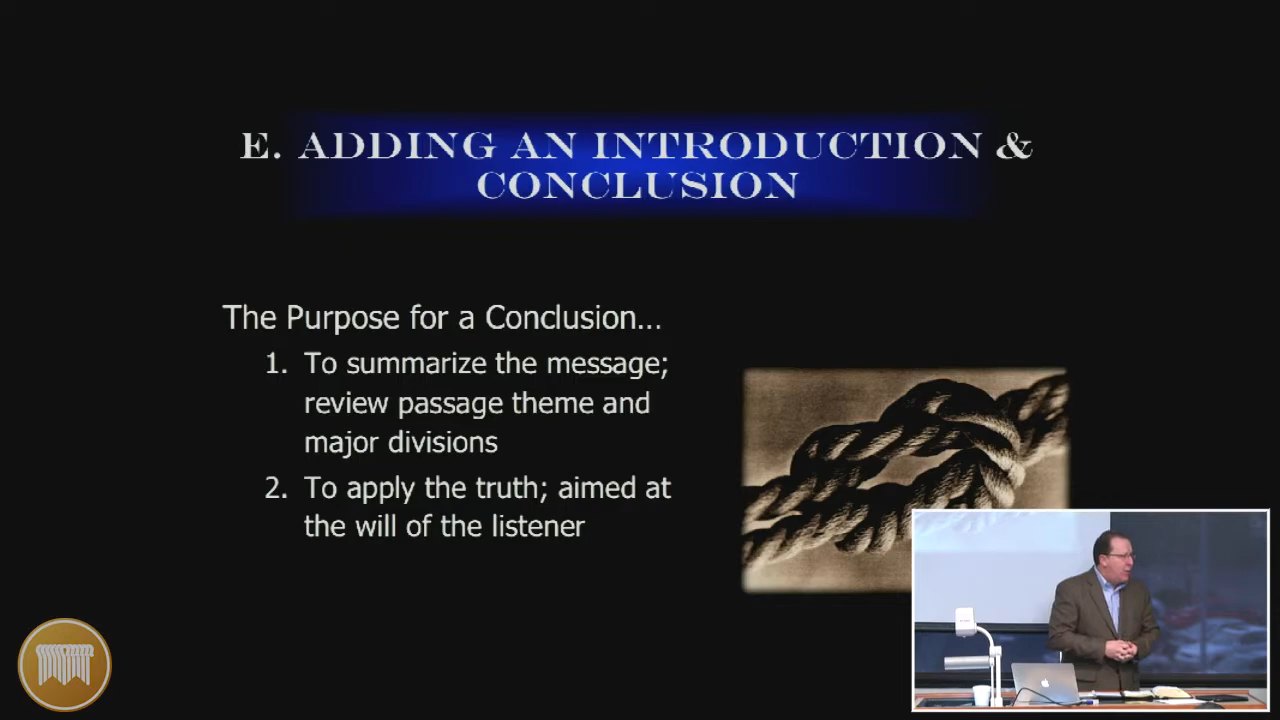 E. ADDING AN INTRODUCTION &
CONCLUSION
The Purpose for a Conclusion...
1. To summarize the message;
review passage theme and
major divisions
2. To apply the truth; aimed at
the will of the listener